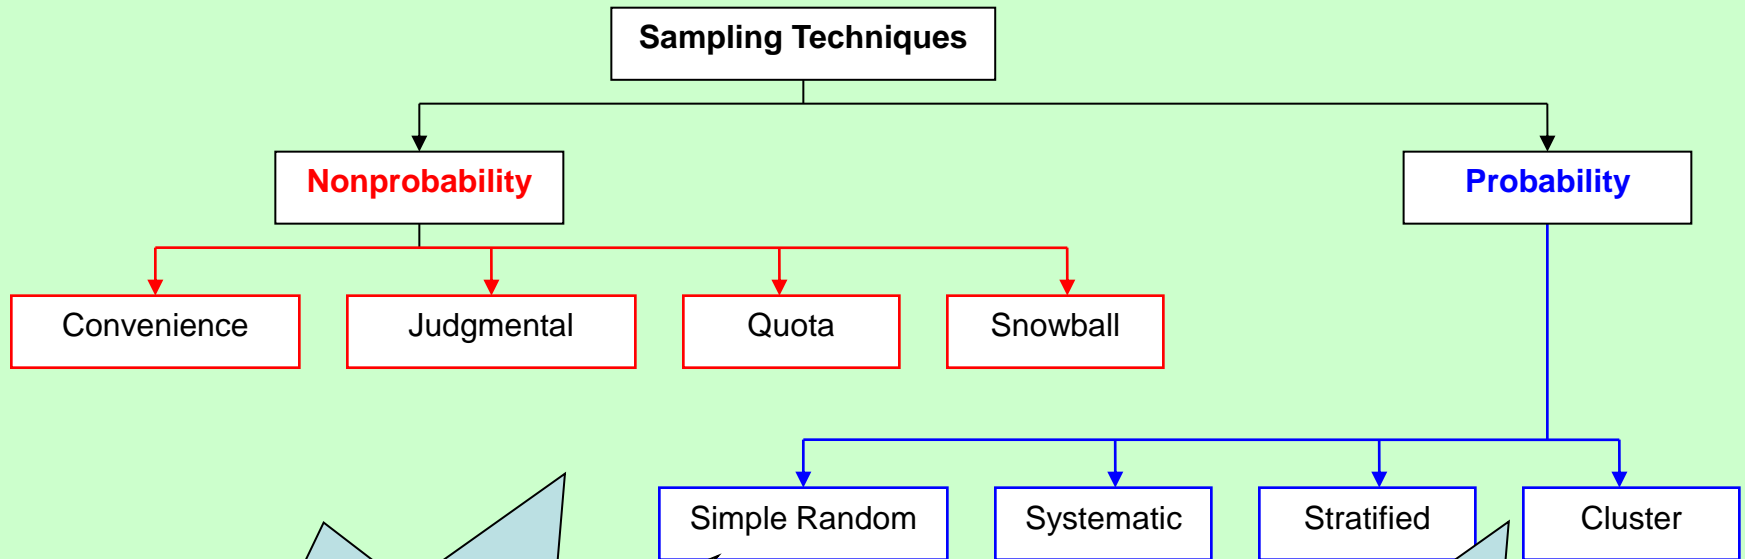 Sampling Techniques
Nonprobability
Probability
Convenience
Judgmental
Quota
Snowball
Simple Random
Systematic
Stratified
Cluster